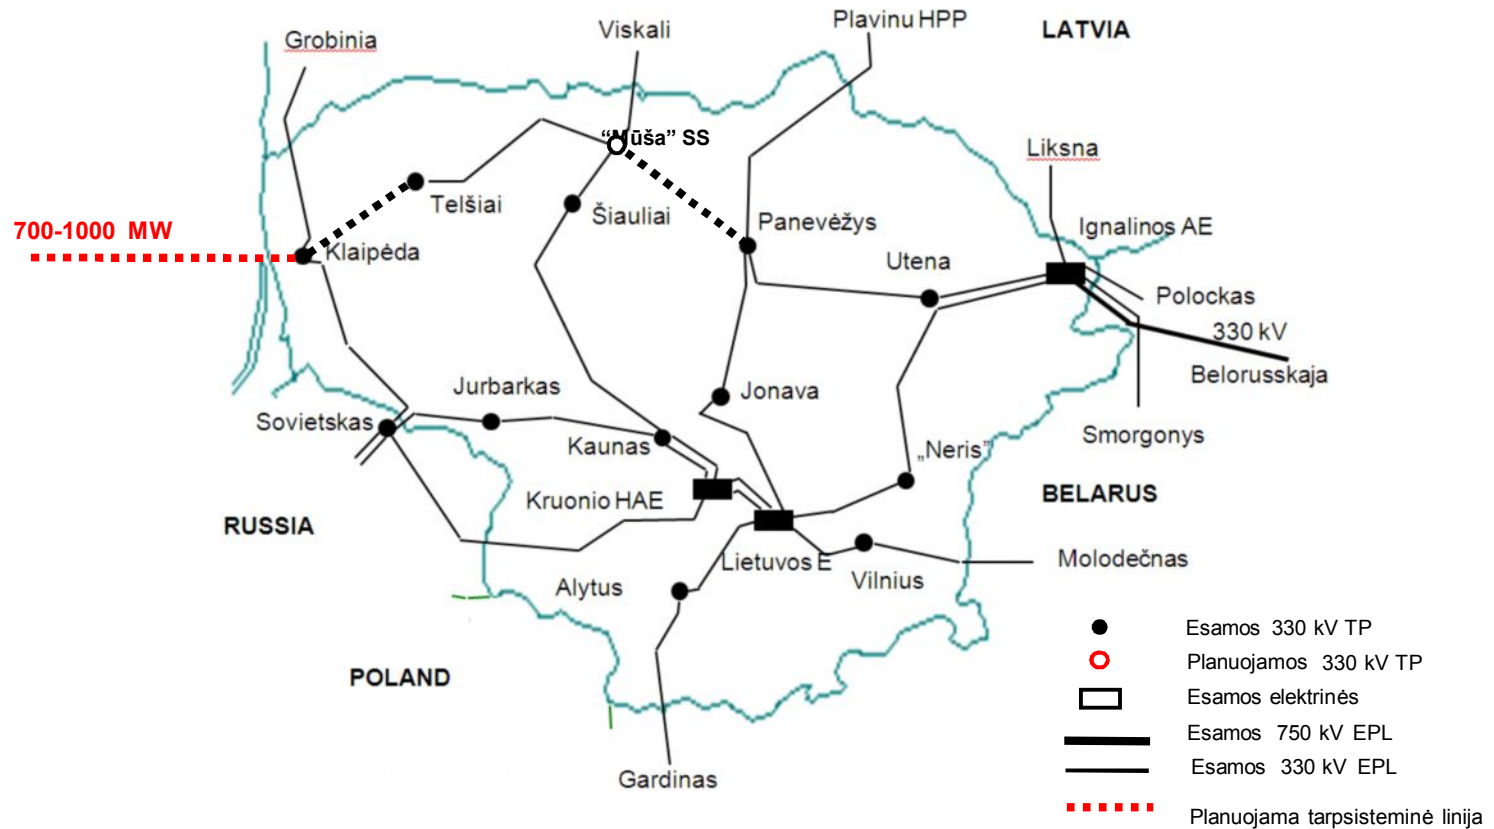 Plavinu HPP
Viskali
LATVIA
Grobinia
“Mūša” SS
Liksna
Telšiai
Šiauliai
Panevėžys
Ignalinos AE
700-1000 MW
Klaipėda
Utena
Polockas
330 kV
Belorusskaja
Jurbarkas
Jonava
Sovietskas
Kaunas
„Neris”
Smorgonys
Kruonio HAE
BELARUS
RUSSIA
Lietuvos E
Molodečnas
Alytus
Vilnius
POLAND
Gardinas
Esamos 330 kV TP
Planuojamos 330 kV TP
Esamos elektrinės
Esamos 750 kV EPL
Esamos 330 kV EPL
Planuojama tarpsisteminė linija